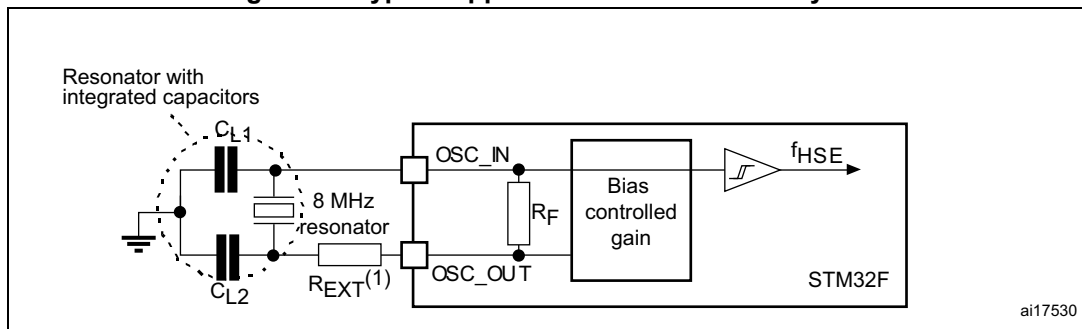 Resonator with
integrated capacitors
CL1
OSC_IN
fHSE
8 MHz
resonator
RF
Bias
controlled
gain
REXT(1)
OSC_OUT
STM32F
CL2
ai17530